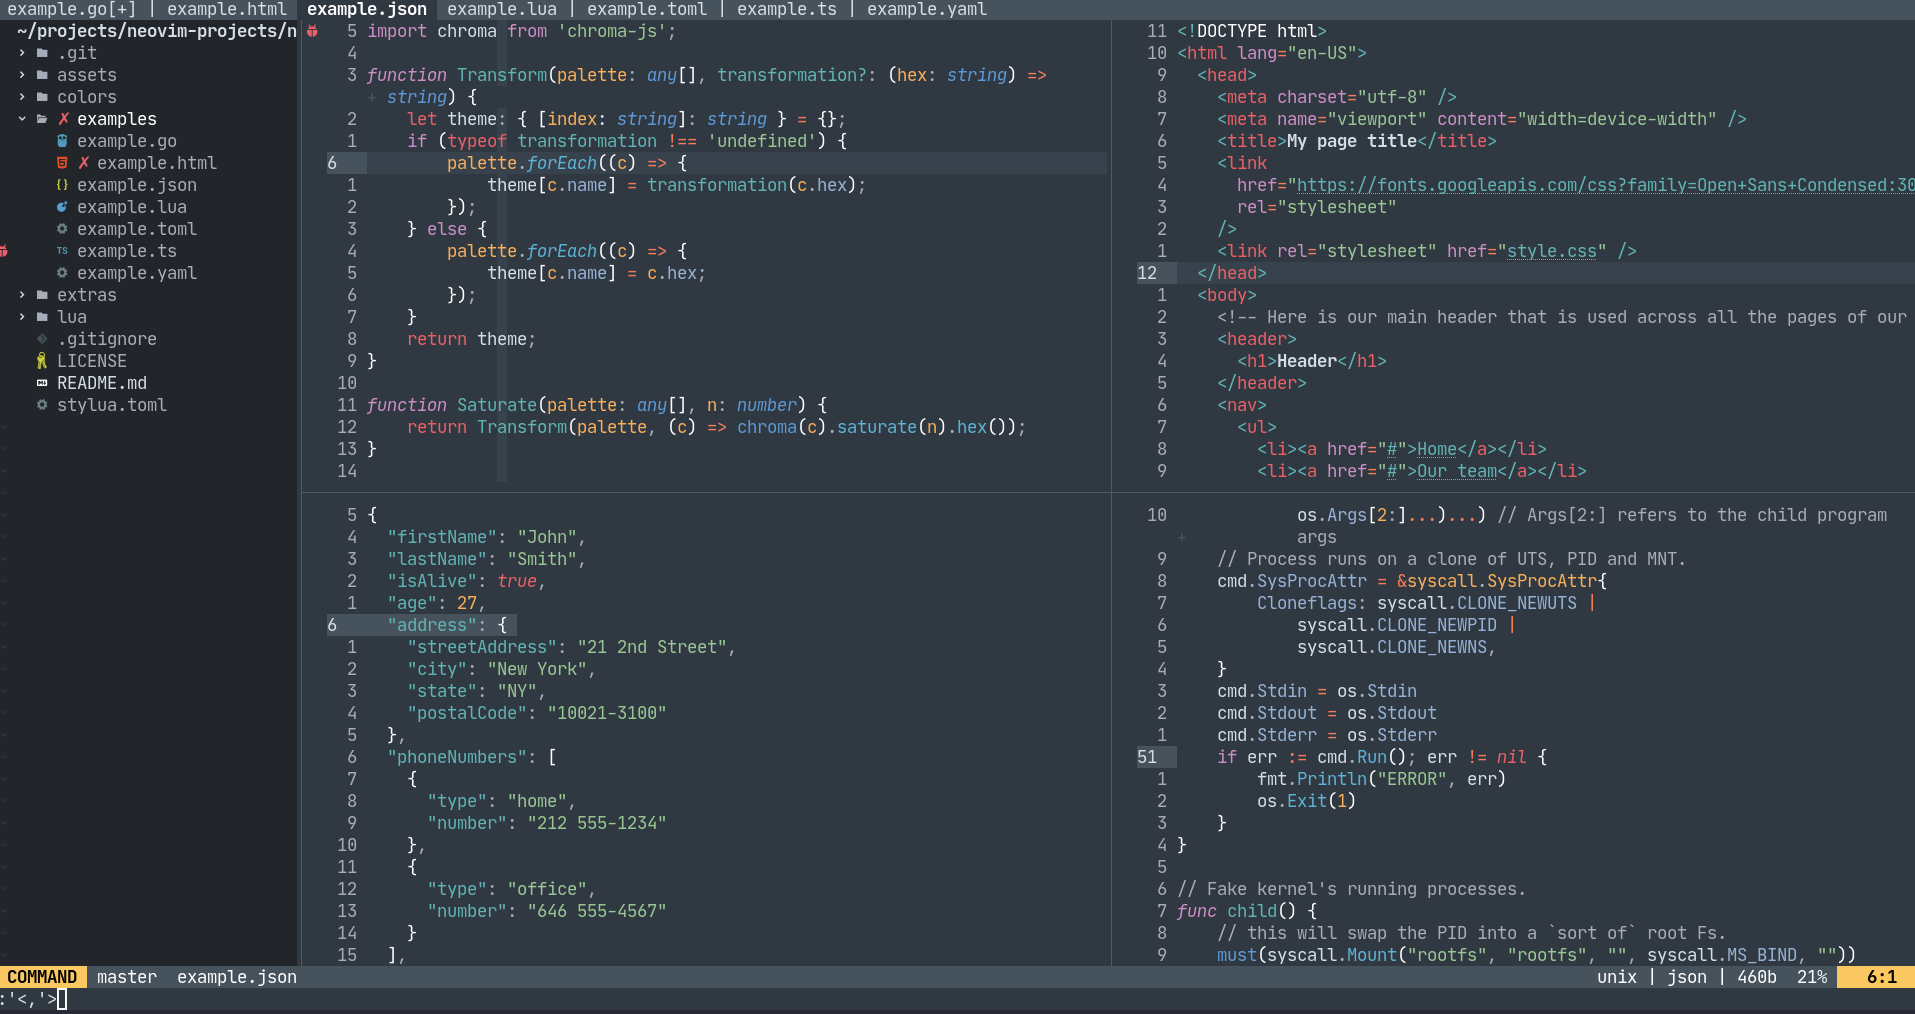 example.go[+] | example.html example.json example.lua | example.toml | example.ts | example.yaml
~/projects/neovim-projects/n
› .git
› assets
› colors
⌄ ✗ examples
example.go
✗ example.html
{} example.json
example.lua
example.toml
TS example.ts
example.yaml
› extras
› lua
.gitignore
LICENSE
README.md
stylua.toml
5 import chroma from 'chroma-js';
4
3 function Transform(palette: any[], transformation?: (hex: string) =>
+ string) {
2     let theme: { [index: string]: string } = {};
1     if (typeof transformation !== 'undefined') {
6         palette.forEach((c) => {
1             theme[c.name] = transformation(c.hex);
2         });
3     } else {
4         palette.forEach((c) => {
5             theme[c.name] = c.hex;
6         });
7     }
8     return theme;
9 }
10
11 function Saturate(palette: any[], n: number) {
12     return Transform(palette, (c) => chroma(c).saturate(n).hex());
13 }
14
11 <!DOCTYPE html>
10 <html lang="en-US">
9   <head>
8     <meta charset="utf-8" />
7     <meta name="viewport" content="width=device-width" />
6     <title>My page title</title>
5     <link
4       href="https://fonts.googleapis.com/css?family=Open+Sans+Condensed:30
3       rel="stylesheet"
2     />
1     <link rel="stylesheet" href="style.css" />
12   </head>
1   <body>
2     <!-- Here is our main header that is used across all the pages of our
3     <header>
4       <h1>Header</h1>
5     </header>
6     <nav>
7       <ul>
8         <li><a href="#">Home</a></li>
9         <li><a href="#">Our team</a></li>
5 {
4   "firstName": "John",
3   "lastName": "Smith",
2   "isAlive": true,
1   "age": 27,
6   "address": {
1     "streetAddress": "21 2nd Street",
2     "city": "New York",
3     "state": "NY",
4     "postalCode": "10021-3100"
5   },
6   "phoneNumbers": [
7     {
8       "type": "home",
9       "number": "212 555-1234"
10     },
11     {
12       "type": "office",
13       "number": "646 555-4567"
14     }
15   ],
10             os.Args[2:]...)...) // Args[2:] refers to the child program
+             args
9     // Process runs on a clone of UTS, PID and MNT.
8     cmd.SysProcAttr = &syscall.SysProcAttr{
7         Cloneflags: syscall.CLONE_NEWUTS |
6             syscall.CLONE_NEWPID |
5             syscall.CLONE_NEWNS,
4     }
3     cmd.Stdin = os.Stdin
2     cmd.Stdout = os.Stdout
1     cmd.Stderr = os.Stderr
51     if err := cmd.Run(); err != nil {
1         fmt.Println("ERROR", err)
2         os.Exit(1)
3     }
4 }
5
6 // Fake kernel's running processes.
7 func child() {
8     // this will swap the PID into a `sort of` root Fs.
9     must(syscall.Mount("rootfs", "rootfs", "", syscall.MS_BIND, ""))
COMMAND master example.json unix | json | 460b 21% 6:1
:'<,'>